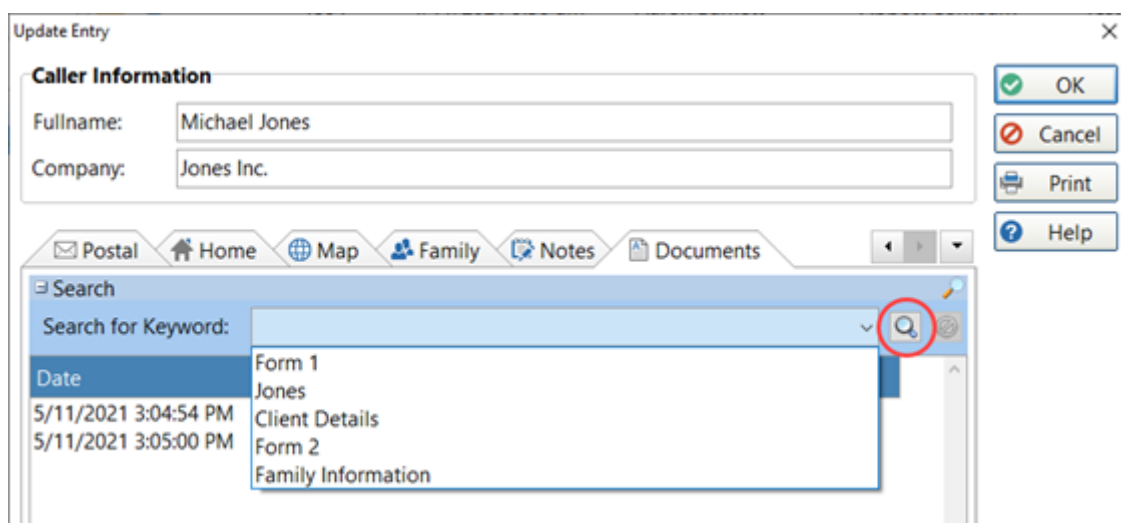 Update Entry
Caller Information
Fullname: Michael Jones
Company: Jones Inc.
OK
Cancel
Print
Help
Postal Home Map Family Notes Documents
Search
Search for Keyword:
Form 1
Jones
Client Details
Form 2
Family Information
Date
5/11/2021 3:04:54 PM
5/11/2021 3:05:00 PM